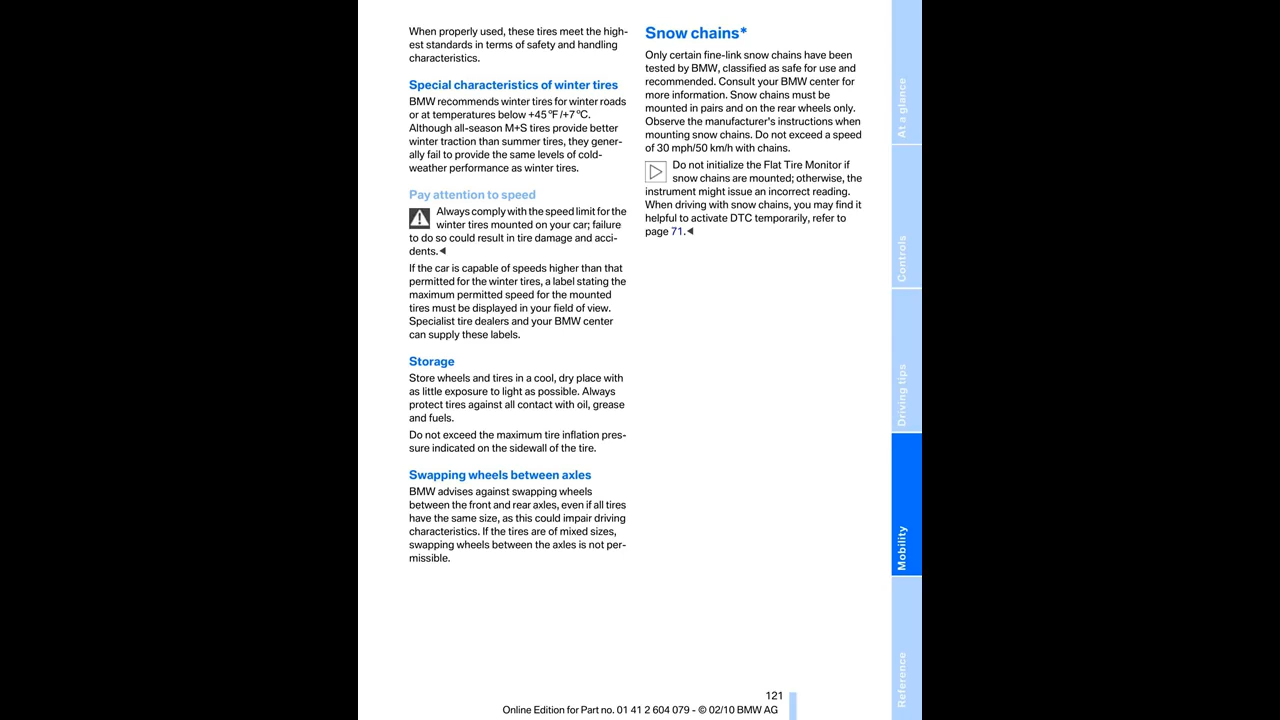 When properly used, these tires meet the high-
est standards in terms of safety and handling
characteristics.
Special characteristics of winter tires
BMW recommends winter tires for winter roads
or at temperatures below +45 °F/+7 °C.
Although all-season M+S tires provide better
winter traction than summer tires, they gener-
ally fail to provide the same levels of cold-
weather performance as winter tires.
Pay attention to speed
Always comply with the speed limit for the
winter tires mounted on your car; failure
to do so could result in tire damage and acci-
dents.◀
If the car is capable of speeds higher than that
permitted for the winter tires, a label stating the
maximum permitted speed for the mounted
tires must be displayed in your field of view.
Specialist tire dealers and your BMW center
can supply these labels.
Storage
Store wheels and tires in a cool, dry place with
as little exposure to light as possible. Always
protect tires against all contact with oil, grease
and fuels.
Do not exceed the maximum tire inflation pres-
sure indicated on the sidewall of the tire.
Swapping wheels between axles
BMW advises against swapping wheels
between the front and rear axles, even if all tires
have the same size, as this could impair driving
characteristics. If the tires are of mixed sizes,
swapping wheels between the axles is not per-
missible.
Snow chains*
Only certain fine-link snow chains have been
tested by BMW, classified as safe for use and
recommended. Consult your BMW center for
more information. Snow chains must be
mounted in pairs and on the rear wheels only.
Observe the manufacturer's instructions when
mounting snow chains. Do not exceed a speed
of 30 mph/50 km/h with chains.
Do not initialize the Flat Tire Monitor if
snow chains are mounted; otherwise, the
instrument might issue an incorrect reading.
When driving with snow chains, you may find it
helpful to activate DTC temporarily, refer to
page 71.◀
At a glance
Controls
Driving tips
Mobility
Reference
121
Online Edition for Part no. 01 41 2 604 079 - © 02/10 BMW AG